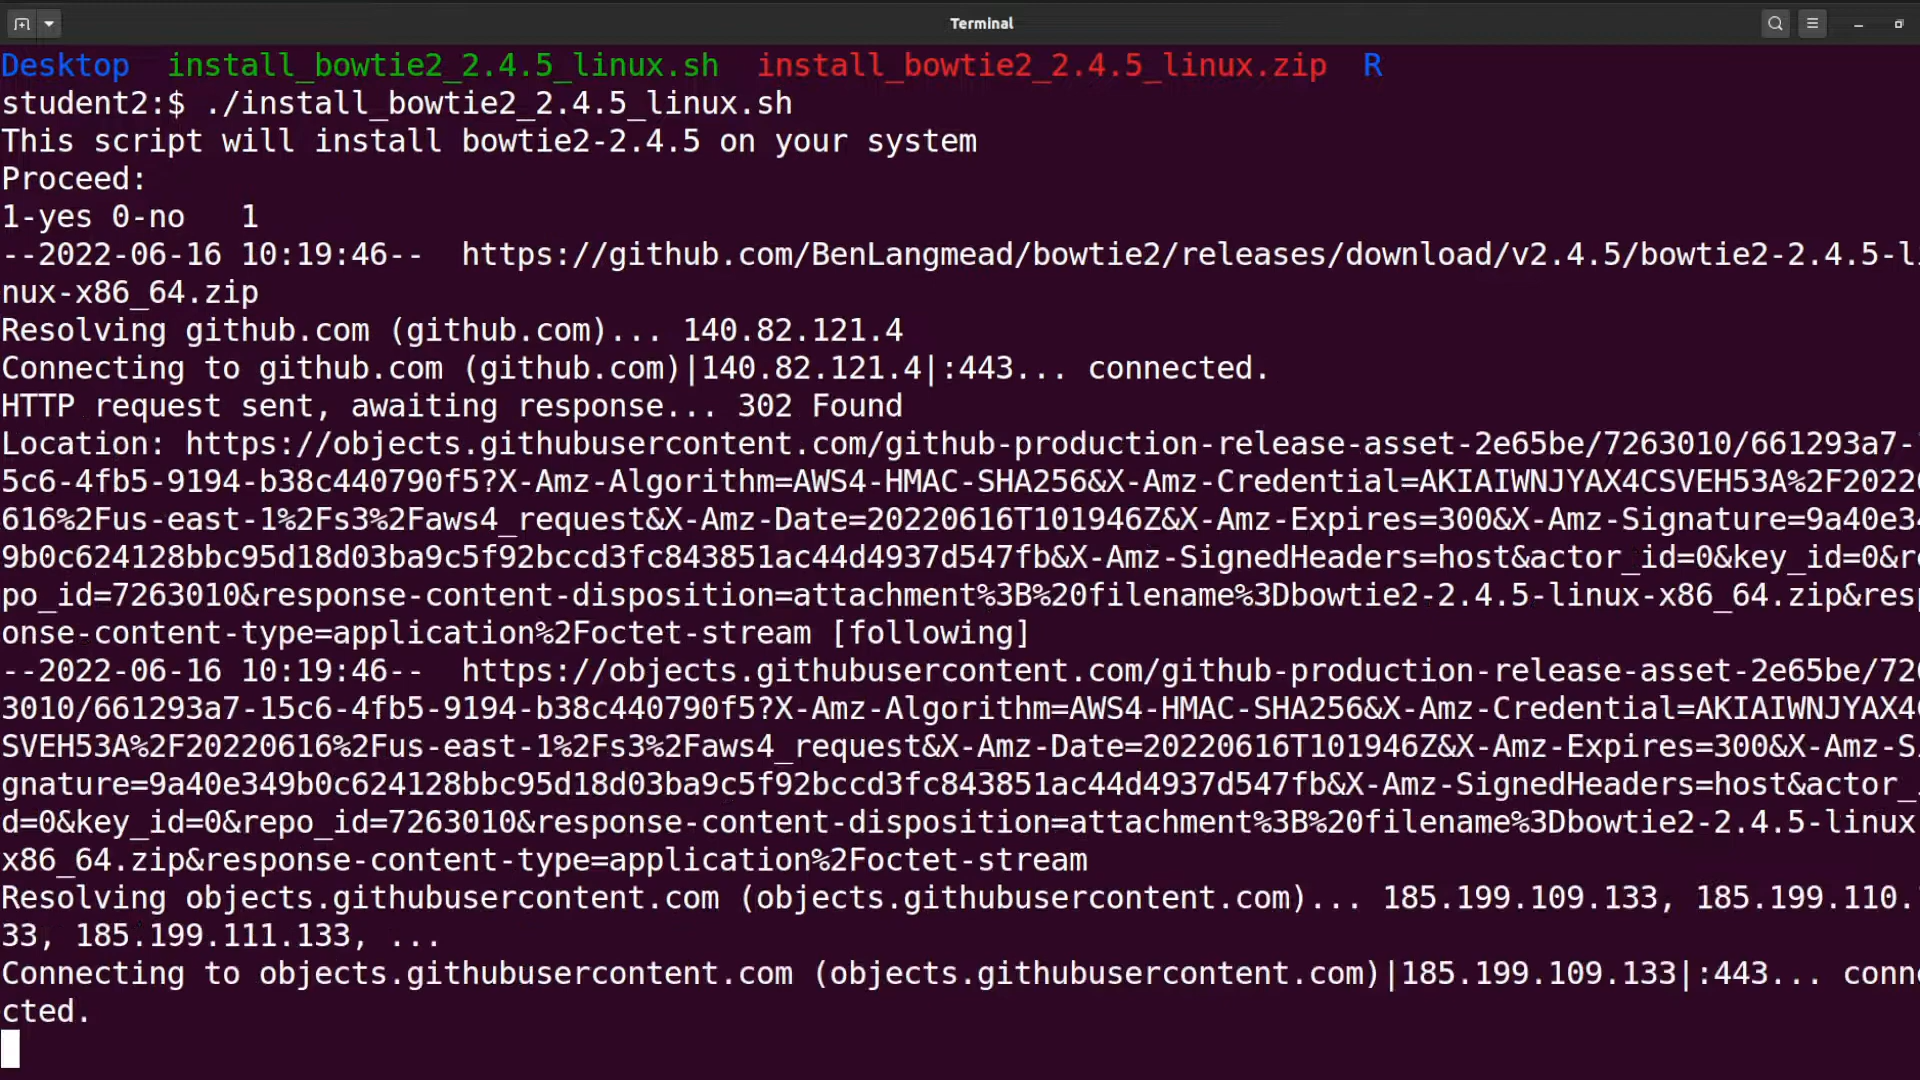 Terminal
Desktop  install_bowtie2_2.4.5_linux.sh  install_bowtie2_2.4.5_linux.zip  R
student2:$ ./install_bowtie2_2.4.5_linux.sh
This script will install bowtie2-2.4.5 on your system
Proceed:
1-yes 0-no   1
--2022-06-16 10:19:46--  https://github.com/BenLangmead/bowtie2/releases/download/v2.4.5/bowtie2-2.4.5-li
nux-x86_64.zip
Resolving github.com (github.com)... 140.82.121.4
Connecting to github.com (github.com)|140.82.121.4|:443... connected.
HTTP request sent, awaiting response... 302 Found
Location: https://objects.githubusercontent.com/github-production-release-asset-2e65be/7263010/661293a7-1
5c6-4fb5-9194-b38c440790f5?X-Amz-Algorithm=AWS4-HMAC-SHA256&X-Amz-Credential=AKIAIWNJYAX4CSVEH53A%2F20220
616%2Fus-east-1%2Fs3%2Faws4_request&X-Amz-Date=20220616T101946Z&X-Amz-Expires=300&X-Amz-Signature=9a40e34
9b0c624128bbc95d18d03ba9c5f92bccd3fc843851ac44d4937d547fb&X-Amz-SignedHeaders=host&actor_id=0&key_id=0&re
po_id=7263010&response-content-disposition=attachment%3B%20filename%3Dbowtie2-2.4.5-linux-x86_64.zip&resp
onse-content-type=application%2Foctet-stream [following]
--2022-06-16 10:19:46--  https://objects.githubusercontent.com/github-production-release-asset-2e65be/726
3010/661293a7-15c6-4fb5-9194-b38c440790f5?X-Amz-Algorithm=AWS4-HMAC-SHA256&X-Amz-Credential=AKIAIWNJYAX4C
SVEH53A%2F20220616%2Fus-east-1%2Fs3%2Faws4_request&X-Amz-Date=20220616T101946Z&X-Amz-Expires=300&X-Amz-Si
gnature=9a40e349b0c624128bbc95d18d03ba9c5f92bccd3fc843851ac44d4937d547fb&X-Amz-SignedHeaders=host&actor_i
d=0&key_id=0&repo_id=7263010&response-content-disposition=attachment%3B%20filename%3Dbowtie2-2.4.5-linux-
x86_64.zip&response-content-type=application%2Foctet-stream
Resolving objects.githubusercontent.com (objects.githubusercontent.com)... 185.199.109.133, 185.199.110.1
33, 185.199.111.133, ...
Connecting to objects.githubusercontent.com (objects.githubusercontent.com)|185.199.109.133|:443... conne
cted.